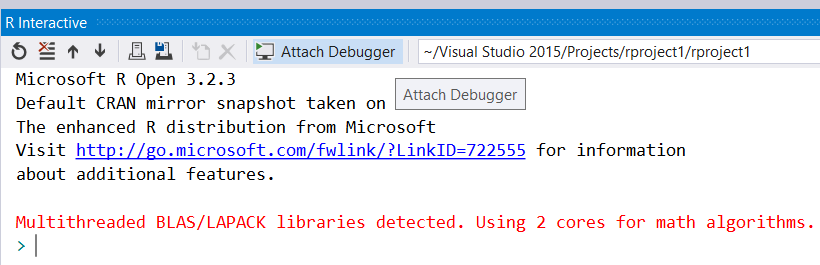 R Interactive
Attach Debugger ~/Visual Studio 2015/Projects/rproject1/rproject1
Microsoft R Open 3.2.3
Default CRAN mirror snapshot taken on
Attach Debugger
The enhanced R distribution from Microsoft
Visit http://go.microsoft.com/fwlink/?LinkID=722555 for information
about additional features.
Multithreaded BLAS/LAPACK libraries detected. Using 2 cores for math algorithms.
>